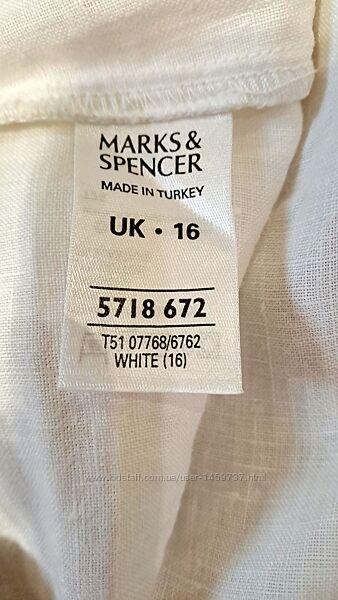 MARKS &
SPENCER
MADE IN TURKEY
UK • 16
5718 672
T51 07768/6762
WHITE (16)